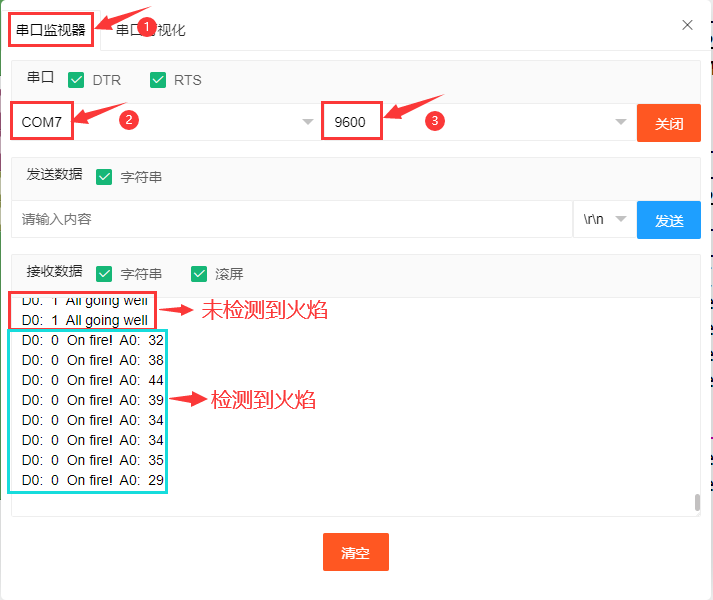 串口监视器
1
串口可视化
串口 DTR RTS
COM7
2
9600
3
关闭
发送数据 字符串
请输入内容
\r\n
发送
接收数据 字符串 滚屏
D0: 1 All going well
D0: 1 All going well
未检测到火焰
D0: 0 On fire! A0: 32
D0: 0 On fire! A0: 38
D0: 0 On fire! A0: 44
D0: 0 On fire! A0: 39
检测到火焰
D0: 0 On fire! A0: 34
D0: 0 On fire! A0: 34
D0: 0 On fire! A0: 35
D0: 0 On fire! A0: 29
清空